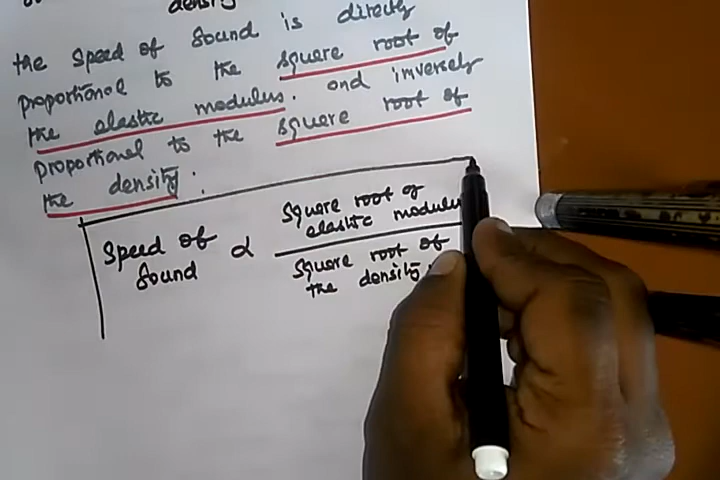 density
the speed of sound is directly
proportional to the square root of
the elastic modulus. and inversely
proportional to the square root of
the density.
Speed of sound ∝
Square root of
elastic modulus
Square root of
the density